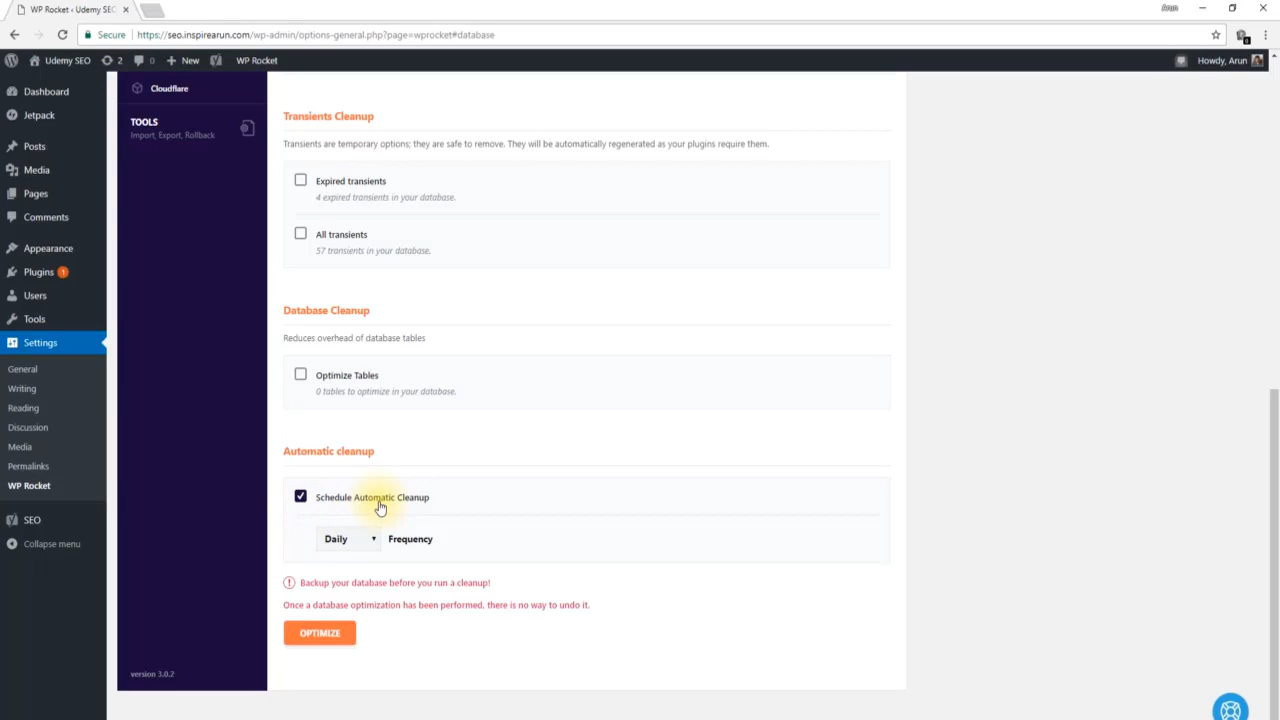 WP Rocket ‹ Udemy SEO
Arun
Secure
https://seo.inspirearun.com/wp-admin/options-general.php?page=wprocket#database
Udemy SEO
2
0
New
WP Rocket
Howdy, Arun
Dashboard
Jetpack
Posts
Media
Pages
Comments
Appearance
Plugins 1
Users
Tools
Settings
General
Writing
Reading
Discussion
Media
Permalinks
WP Rocket
SEO
Collapse menu
Cloudflare
TOOLS
Import, Export, Rollback
version 3.0.2
Transients Cleanup
Transients are temporary options; they are safe to remove. They will be automatically regenerated as your plugins require them.
Expired transients
4 expired transients in your database.
All transients
57 transients in your database.
Database Cleanup
Reduces overhead of database tables
Optimize Tables
0 tables to optimize in your database.
Automatic cleanup
Schedule Automatic Cleanup
Daily
Frequency
Backup your database before you run a cleanup!
Once a database optimization has been performed, there is no way to undo it.
OPTIMIZE